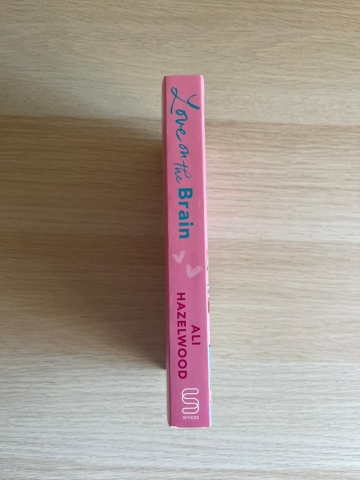 Love on the Brain
ALI
HAZELWOOD
SPHERE